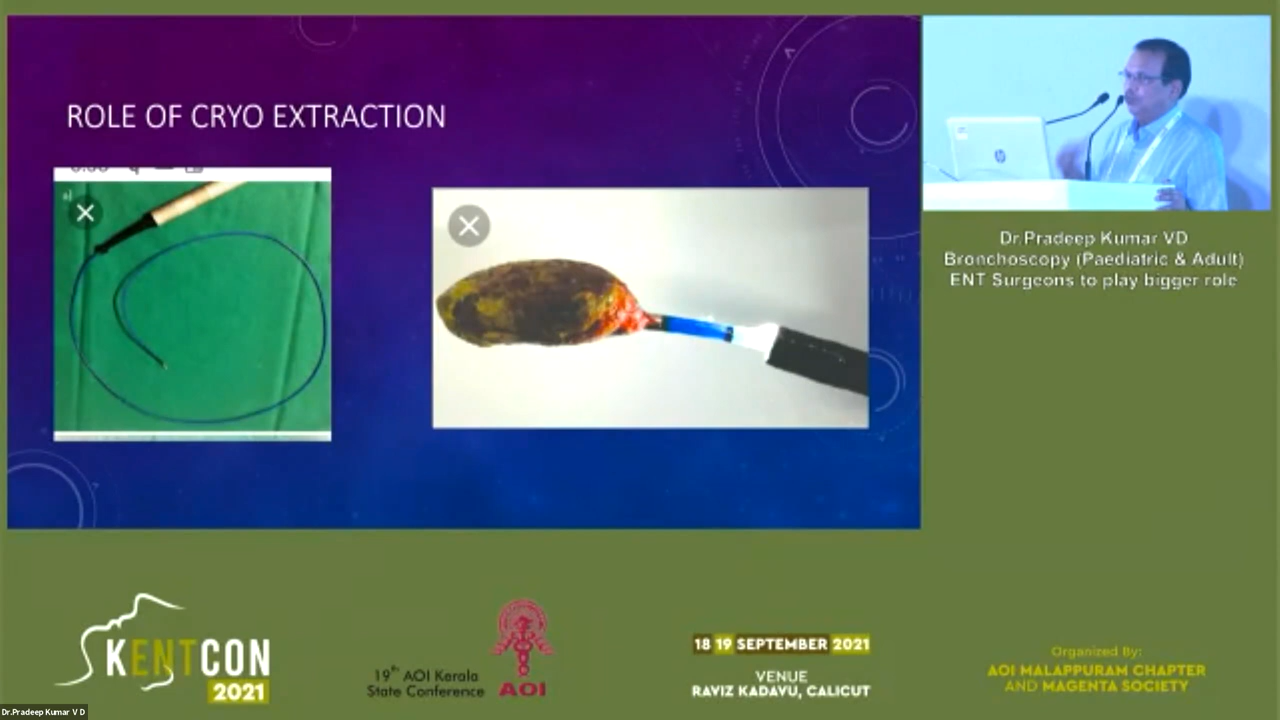 ROLE OF CRYO EXTRACTION
a)
hp
Dr.Pradeep Kumar VD
Bronchoscopy (Paediatric & Adult)
ENT Surgeons to play bigger role
KENTCON
2021
19th AOI Kerala
State Conference
AOI
18 19 SEPTEMBER 2021
VENUE
RAVIZ KADAVU, CALICUT
Organized By:
AOI MALAPPURAM CHAPTER
AND MAGENTA SOCIETY
Dr.Pradeep Kumar V D